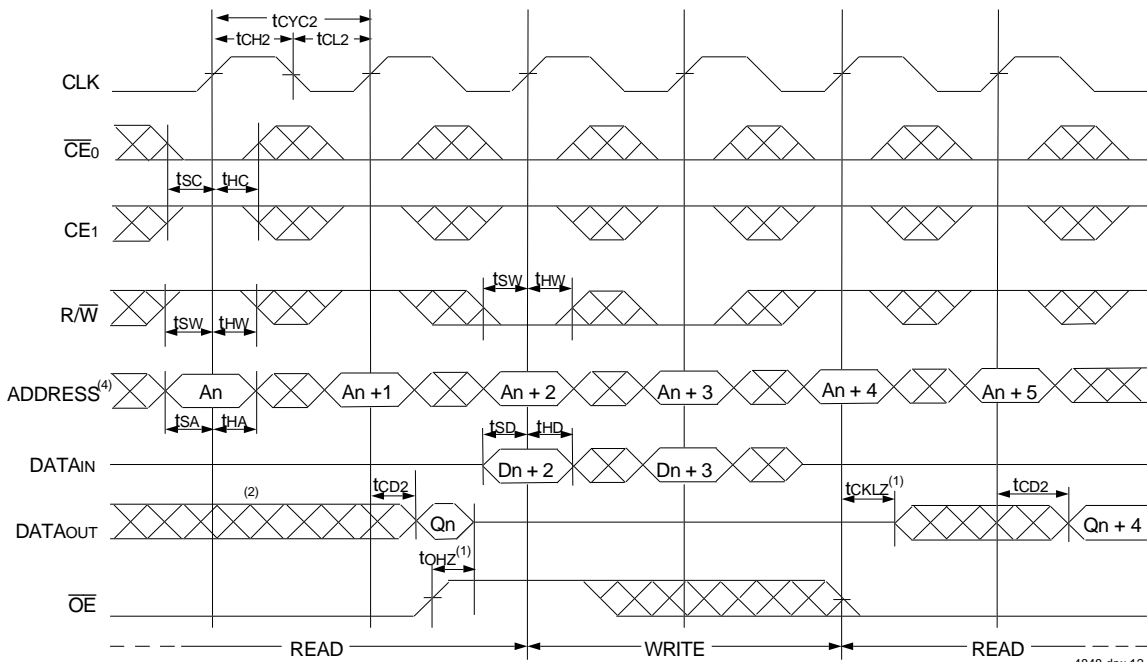 tCYC2
tCH2 tCL2
CLK
CE0
tSC tHC
CE1
tSW tHW
R/W
tSW tHW
ADDRESS(4) An An + 1 An + 2 An + 3 An + 4 An + 5
tSA tHA tSD tHD
DATAIN Dn + 2 Dn + 3
(2) tCD2 tCKLZ(1) tCD2
DATAOUT Qn Qn + 4
tOHZ(1)
OE
READ WRITE READ